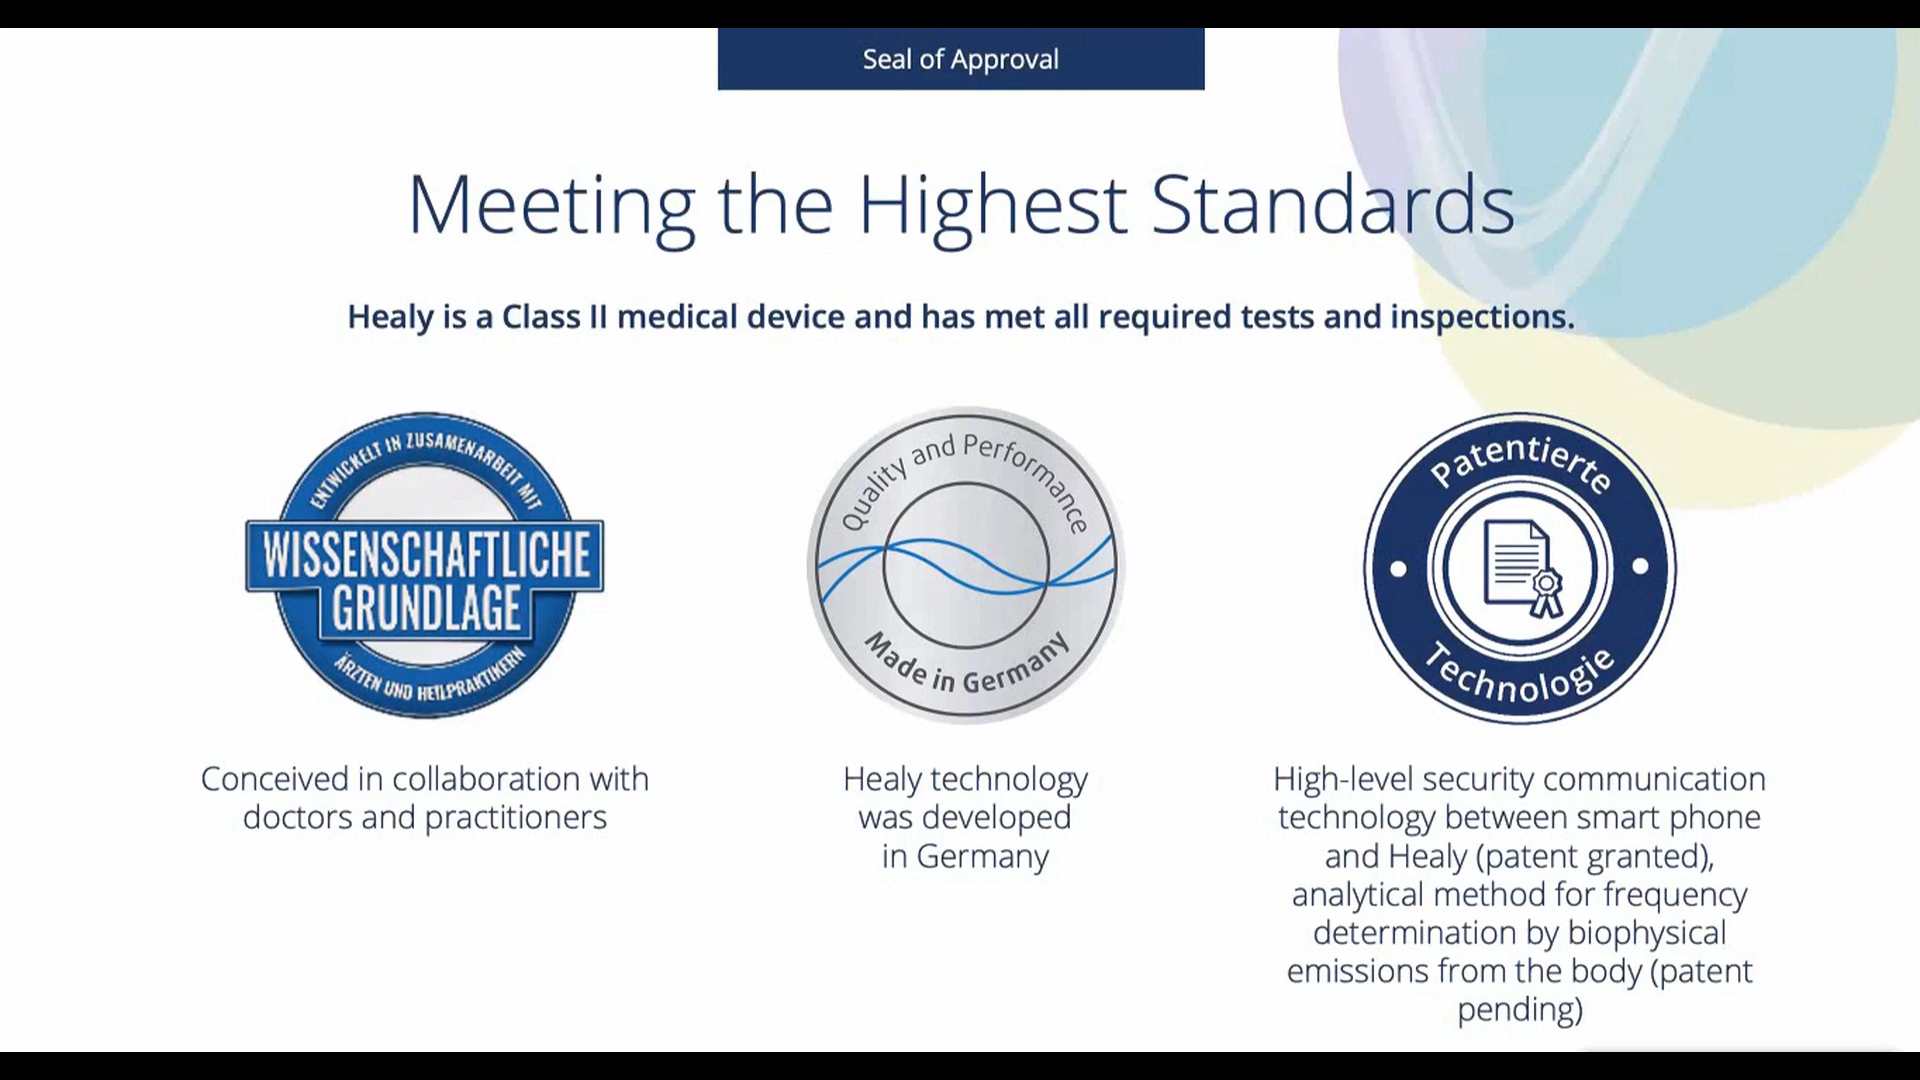 Seal of Approval
Meeting the Highest Standards
Healy is a Class II medical device and has met all required tests and inspections.
ENTWICKELT IN ZUSAMENARBEIT MIT
WISSENSCHAFTLICHE
GRUNDLAGE
ÄRZTEN UND HEILPRAKTIKERN
Conceived in collaboration with
doctors and practitioners
Quality and Performance
Made in Germany
Healy technology
was developed
in Germany
Patentierte
Technologie
High-level security communication
technology between smart phone
and Healy (patent granted),
analytical method for frequency
determination by biophysical
emissions from the body (patent
pending)